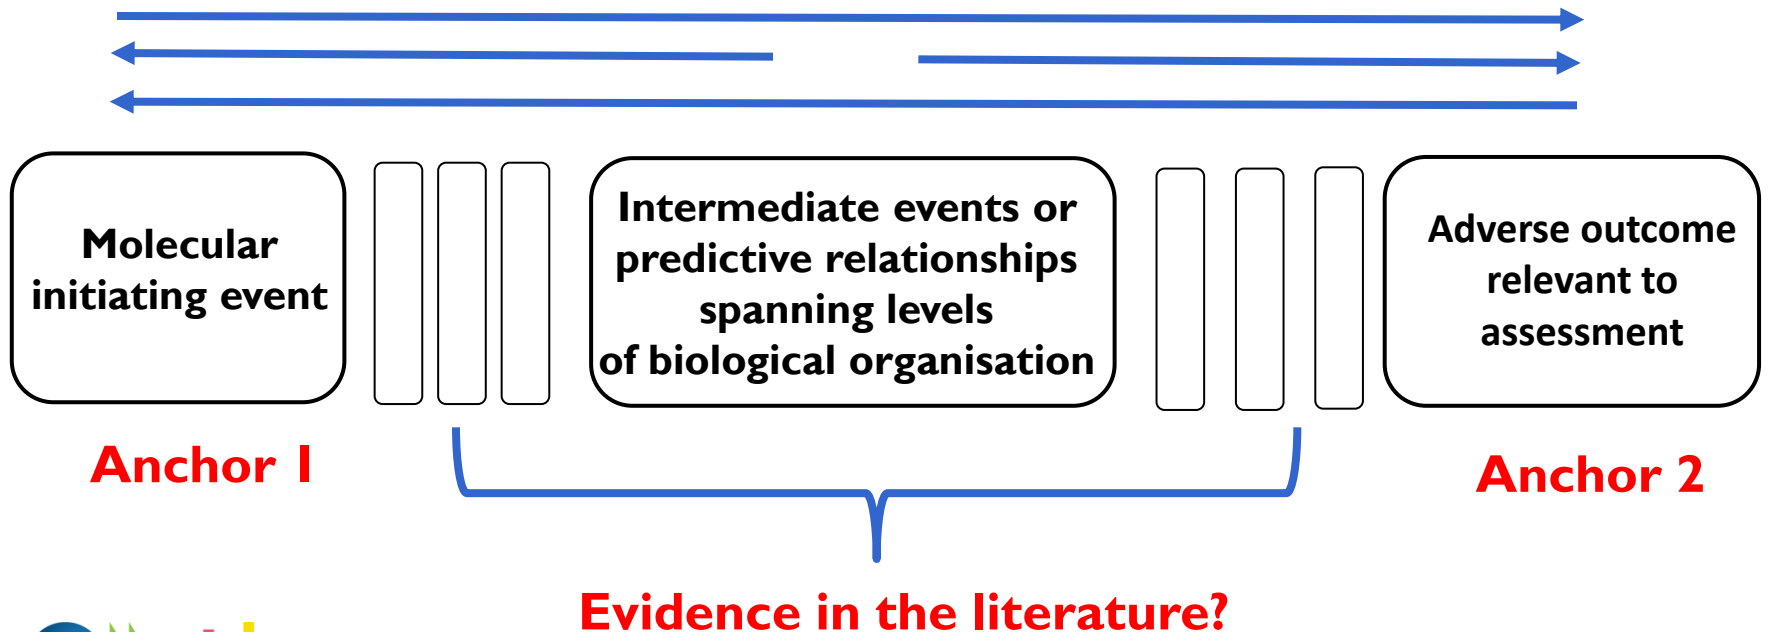 Molecular
initiating event
Intermediate events or
predictive relationships
spanning levels
of biological organisation
Adverse outcome
relevant to
assessment
Anchor 1
Anchor 2
Evidence in the literature?